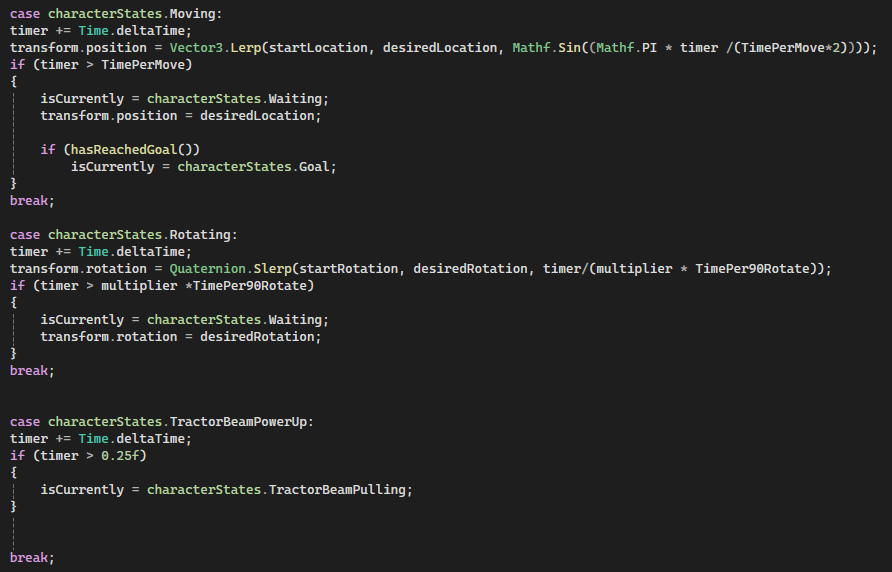 case characterStates.Moving:
timer += Time.deltaTime;
transform.position = Vector3.Lerp(startLocation, desiredLocation, Mathf.Sin((Mathf.PI * timer /(TimePerMove*2))));
if (timer > TimePerMove)
{
isCurrently = characterStates.Waiting;
transform.position = desiredLocation;
if (hasReachedGoal())
isCurrently = characterStates.Goal;
}
break;
case characterStates.Rotating:
timer += Time.deltaTime;
transform.rotation = Quaternion.Slerp(startRotation, desiredRotation, timer/(multiplier * TimePer90Rotate));
if (timer > multiplier *TimePer90Rotate)
{
isCurrently = characterStates.Waiting;
transform.rotation = desiredRotation;
}
break;
case characterStates.TractorBeamPowerUp:
timer += Time.deltaTime;
if (timer > 0.25f)
{
isCurrently = characterStates.TractorBeamPulling;
}
break;